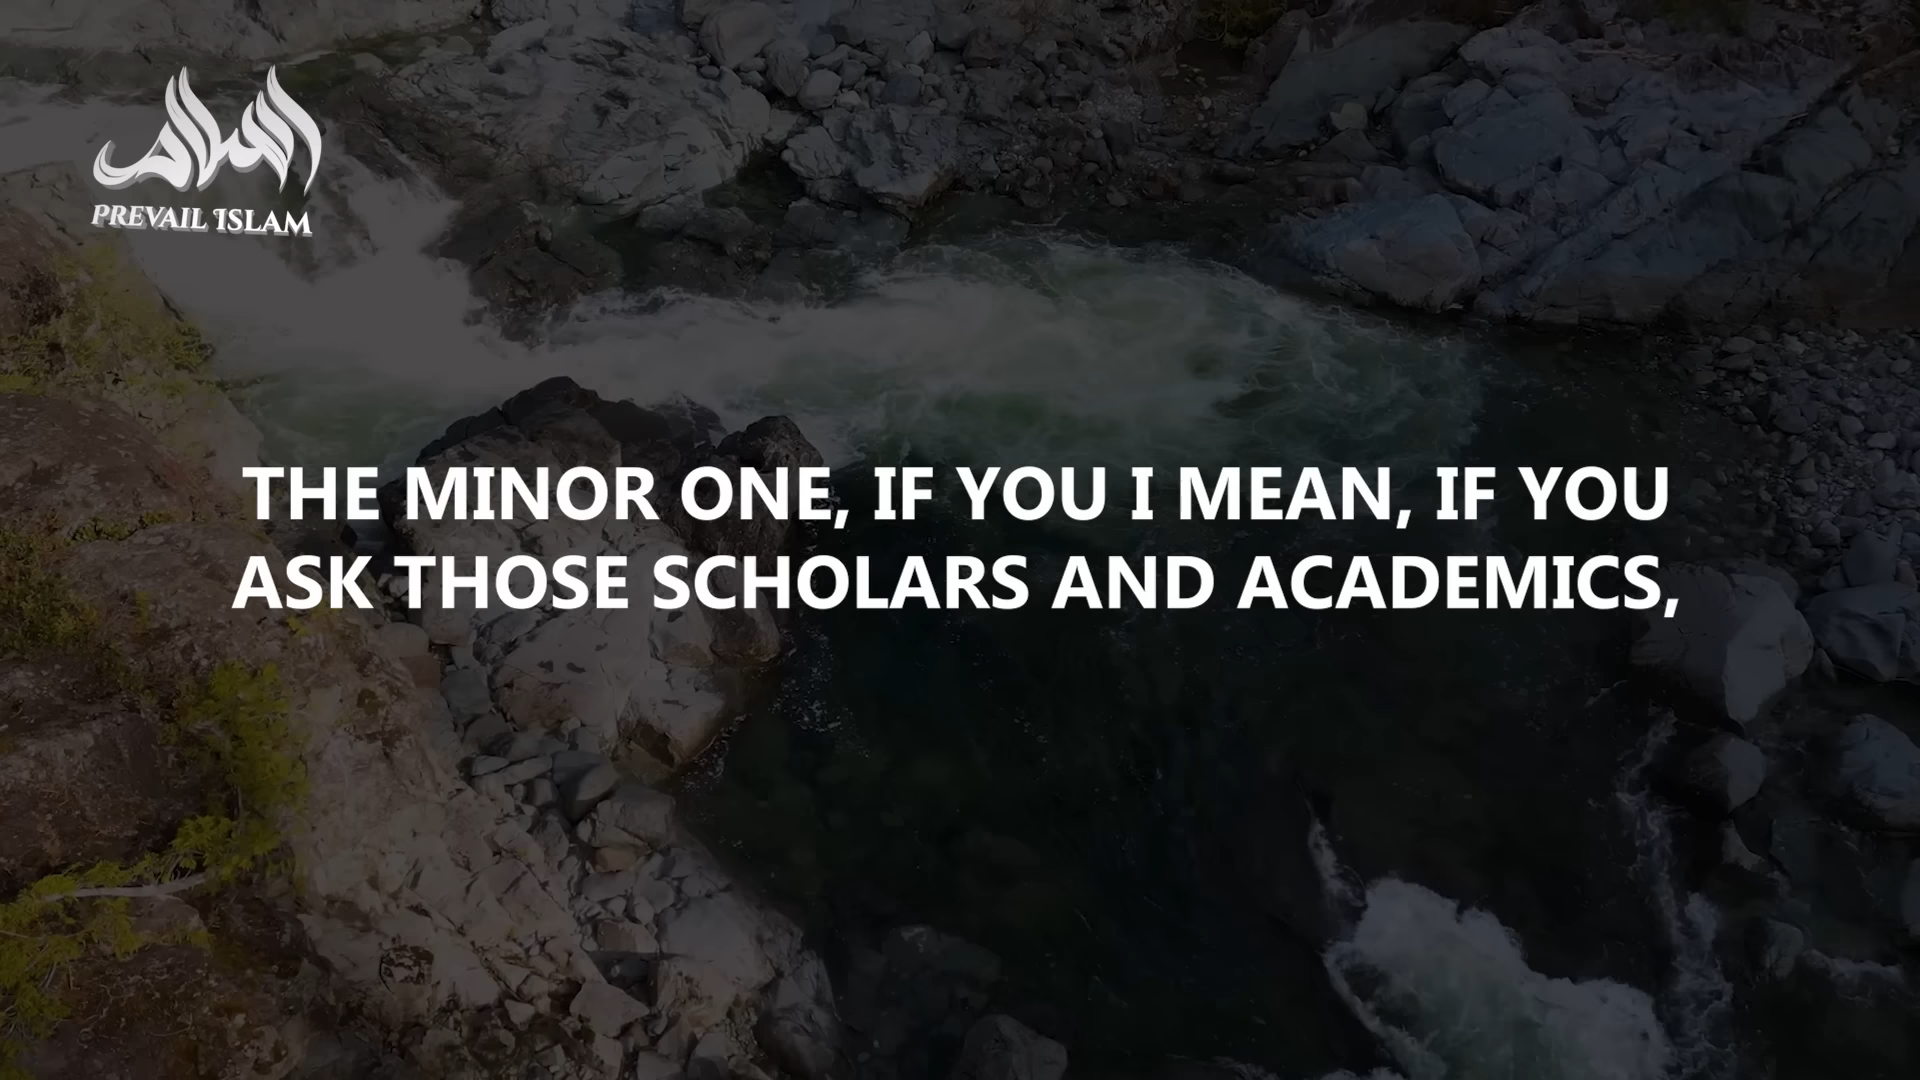 السلام
PREVAIL ISLAM
THE MINOR ONE, IF YOU I MEAN, IF YOU
ASK THOSE SCHOLARS AND ACADEMICS,